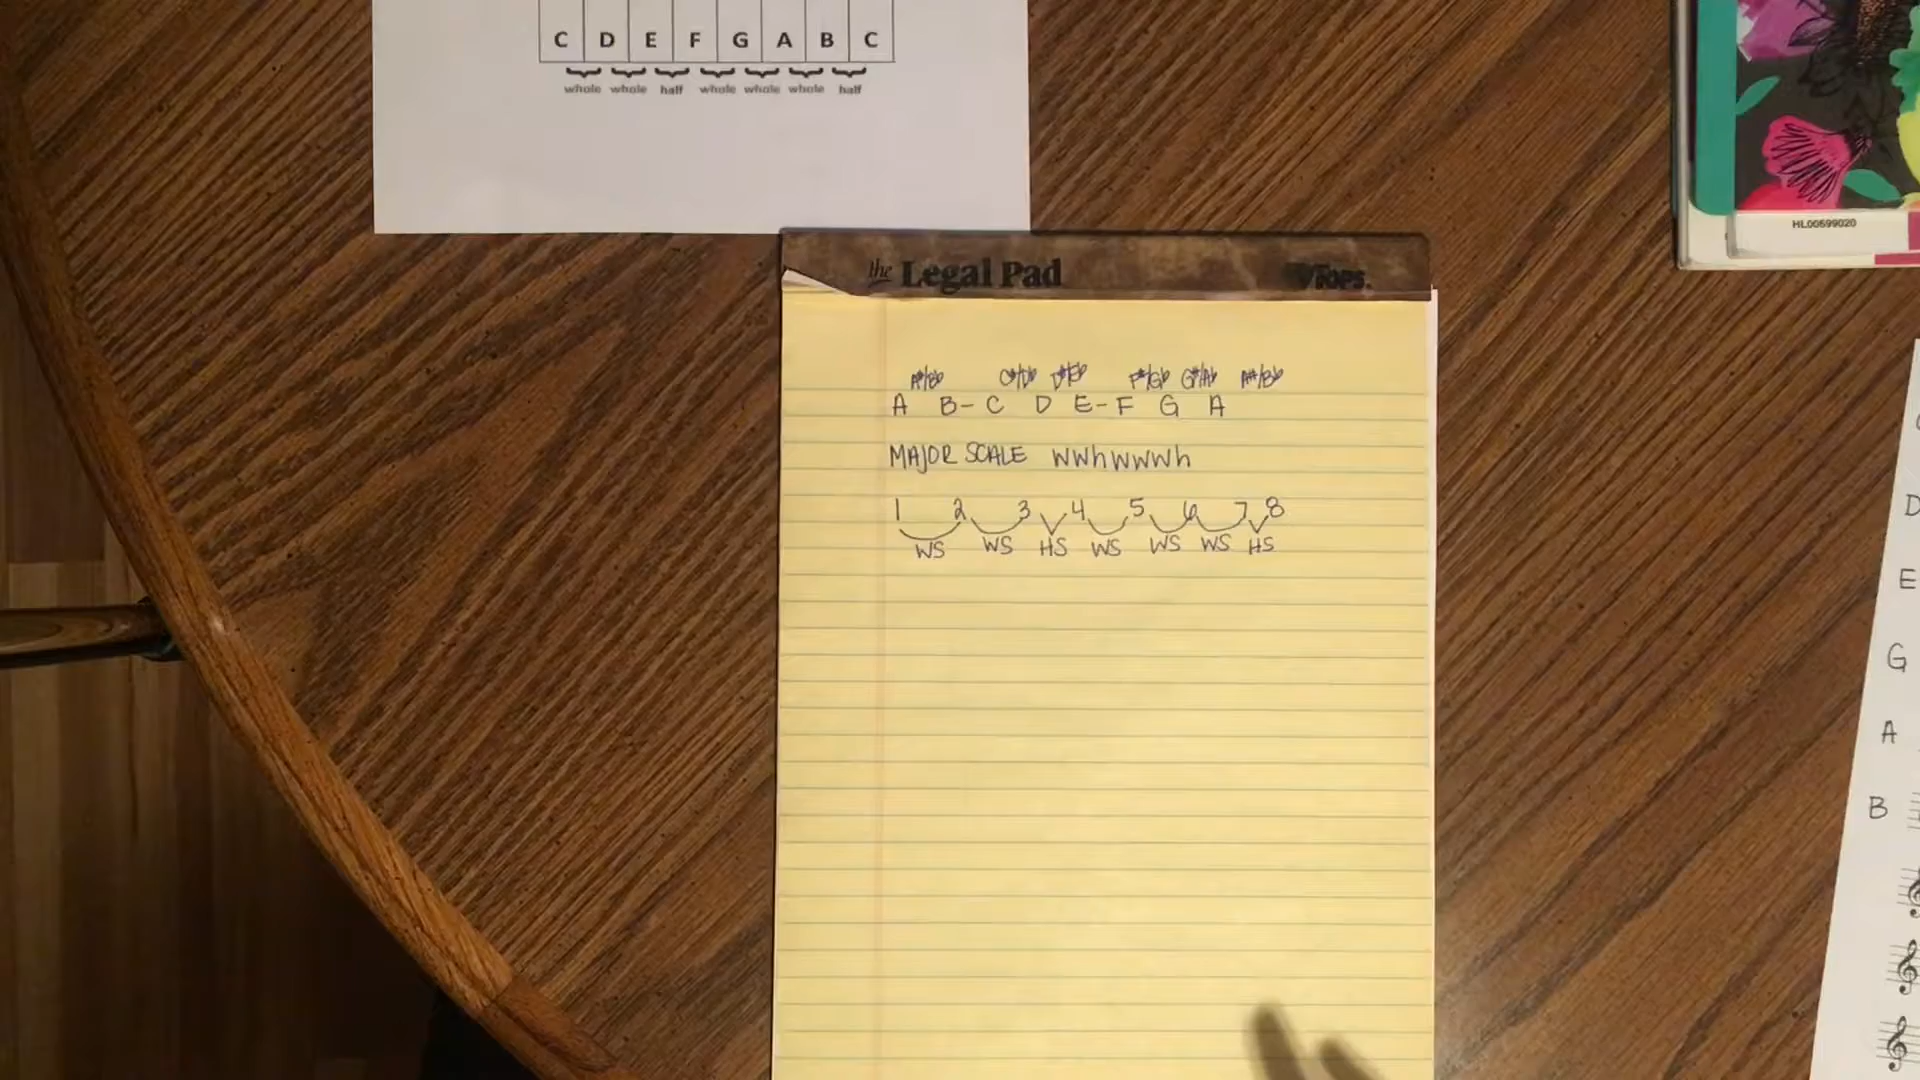 C D E F G A B C
whole whole half whole whole whole half
HL00699020
the Legal Pad TOPS.
A#/Bb C#/Db D#/Eb F#/Gb G#/Ab A#/Bb
A B- C D E- F G A
MAJOR SCALE WWhWWWh
1 2 3 4 5 6 7 8
WS WS HS WS WS WS HS
D
E
G
A
B